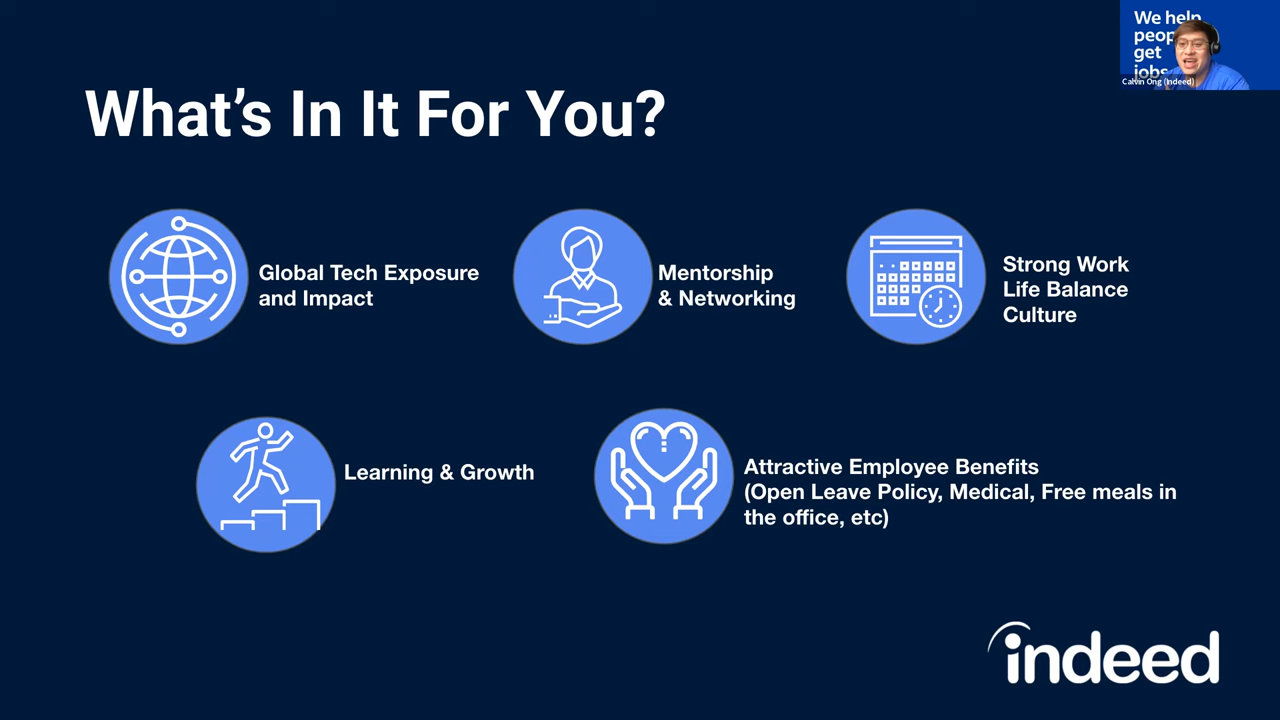 We help
people
get
jobs
Calvin Ong (Indeed)
What's In It For You?
Global Tech Exposure
and Impact
Mentorship
& Networking
Strong Work
Life Balance
Culture
Learning & Growth
Attractive Employee Benefits
(Open Leave Policy, Medical, Free meals in
the office, etc)
indeed